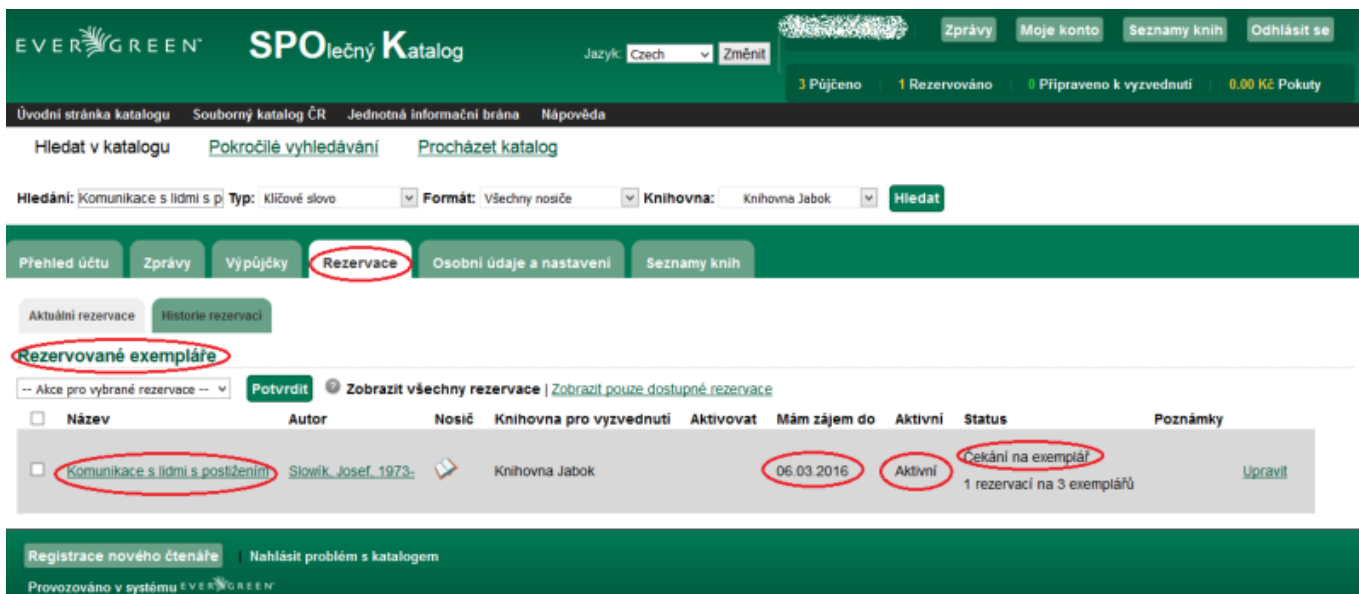 EVERGREEN SPOlečný Katalog Jazyk: Czech Změnit Zprávy Moje konto Seznamy knih Odhlásit se
3 Půjčeno | 1 Rezervováno | 0 Připraveno k vyzvednutí | 0.00 Kč Pokuty
Úvodní stránka katalogu Souborný katalog ČR Jednotná informační brána Nápověda
Hledat v katalogu Pokročilé vyhledávání Procházet katalog
Hledání: Komunikace s lidmi s p Typ: Klíčové slovo Formát: Všechny nosiče Knihovna: Knihovna Jabok Hledat
Přehled účtu Zprávy Výpůjčky Rezervace Osobní údaje a nastavení Seznamy knih
Aktuální rezervace Historie rezervací
Rezervované exempláře
-- Akce pro vybrané rezervace -- Potvrdit Zobrazit všechny rezervace | Zobrazit pouze dostupné rezervace
Název Autor Nosič Knihovna pro vyzvednutí Aktivovat Mám zájem do Aktivní Status Poznámky
Komunikace s lidmi s postižením Slowík, Josef, 1973- Knihovna Jabok 06.03.2016 Aktivní Čekání na exemplář
1 rezervací na 3 exemplářů Upravit
Registrace nového čtenáře | Nahlásit problém s katalogem
Provozováno v systému EVERGREEN